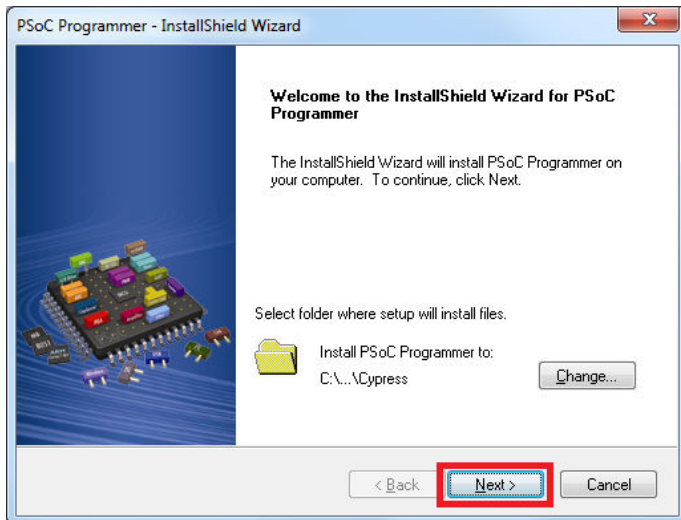 PSoC Programmer - InstallShield Wizard
Welcome to the InstallShield Wizard for PSoC
Programmer
The InstallShield Wizard will install PSoC Programmer on
your computer. To continue, click Next.
Select folder where setup will install files.
Install PSoC Programmer to:
C:\...\Cypress
Change...
< Back
Next >
Cancel